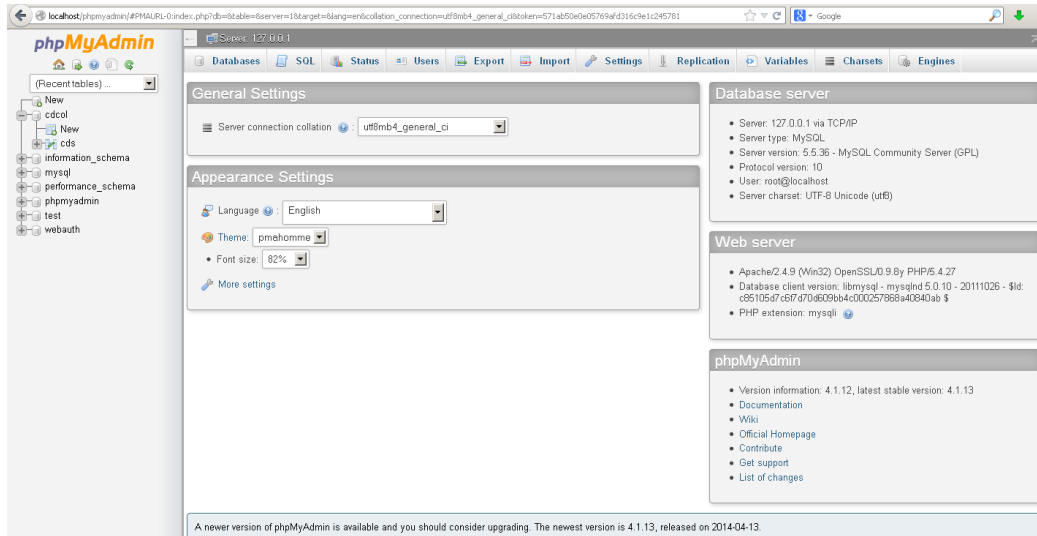 localhost/phpmyadmin/#PMAURL-0:index.php?db=&table=&server=1&target=&lang=en&collation_connection=utf8mb4_general_ci&token=571ab50e0e05769afd316c9e1c245781
Google
phpMyAdmin
(Recent tables) ...
New
cdcol
New
cds
information_schema
mysql
performance_schema
phpmyadmin
test
webauth
Server: 127.0.0.1
Databases SQL Status Users Export Import Settings Replication Variables Charsets Engines
General Settings
Server connection collation : utf8mb4_general_ci
Appearance Settings
Language : English
Theme: pmahomme
• Font size: 82%
More settings
Database server
• Server: 127.0.0.1 via TCP/IP
• Server type: MySQL
• Server version: 5.5.36 - MySQL Community Server (GPL)
• Protocol version: 10
• User: root@localhost
• Server charset: UTF-8 Unicode (utf8)
Web server
• Apache/2.4.9 (Win32) OpenSSL/0.9.8y PHP/5.4.27
• Database client version: libmysql - mysqlnd 5.0.10 - 20111026 - $Id:
c85105d7c6f7d70d609bb4c000257868a40840ab $
• PHP extension: mysqli
phpMyAdmin
• Version information: 4.1.12, latest stable version: 4.1.13
• Documentation
• Wiki
• Official Homepage
• Contribute
• Get support
• List of changes
A newer version of phpMyAdmin is available and you should consider upgrading. The newest version is 4.1.13, released on 2014-04-13.